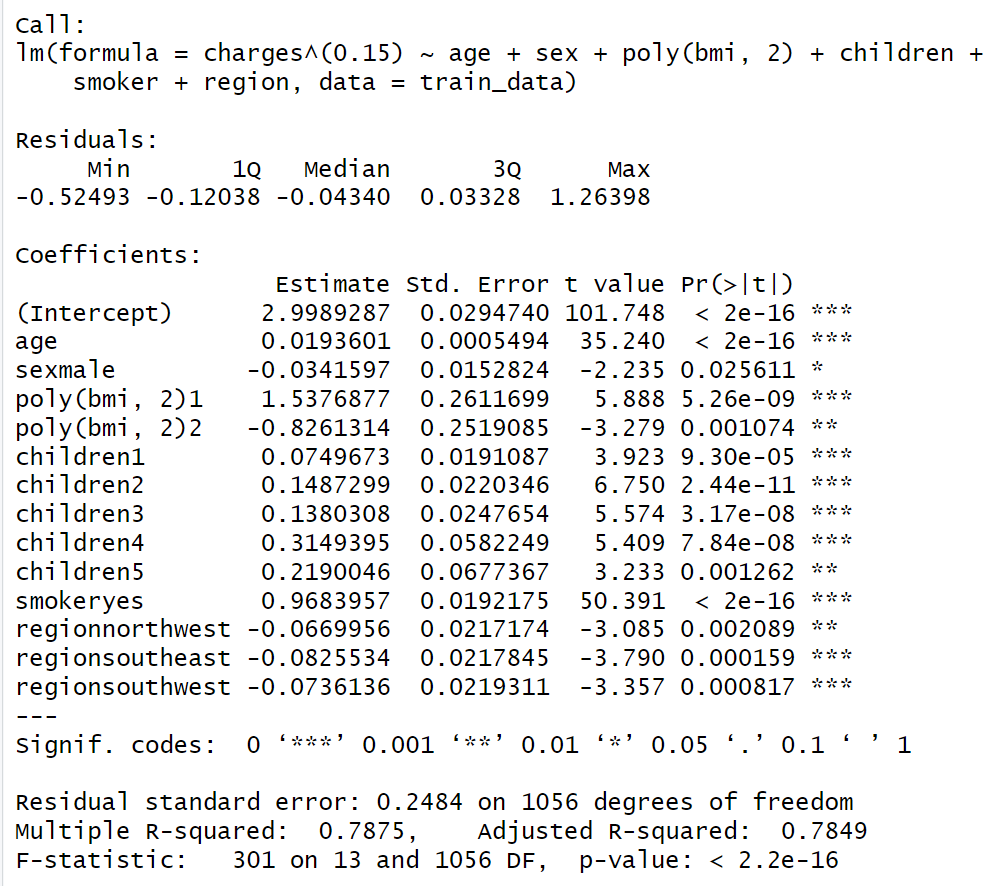 Call:
lm(formula = charges^(0.15) ~ age + sex + poly(bmi, 2) + children +
    smoker + region, data = train_data)

Residuals:
     Min       1Q   Median       3Q      Max
-0.52493 -0.12038 -0.04340  0.03328  1.26398

Coefficients:
                  Estimate Std. Error t value Pr(>|t|)
(Intercept)      2.9989287  0.0294740 101.748  < 2e-16 ***
age              0.0193601  0.0005494  35.240  < 2e-16 ***
sexmale         -0.0341597  0.0152824  -2.235 0.025611 *
poly(bmi, 2)1    1.5376877  0.2611699   5.888 5.26e-09 ***
poly(bmi, 2)2   -0.8261314  0.2519085  -3.279 0.001074 **
children1        0.0749673  0.0191087   3.923 9.30e-05 ***
children2        0.1487299  0.0220346   6.750 2.44e-11 ***
children3        0.1380308  0.0247654   5.574 3.17e-08 ***
children4        0.3149395  0.0582249   5.409 7.84e-08 ***
children5        0.2190046  0.0677367   3.233 0.001262 **
smokeryes        0.9683957  0.0192175  50.391  < 2e-16 ***
regionnorthwest -0.0669956  0.0217174  -3.085 0.002089 **
regionsoutheast -0.0825534  0.0217845  -3.790 0.000159 ***
regionsouthwest -0.0736136  0.0219311  -3.357 0.000817 ***
---
Signif. codes:  0 ‘***’ 0.001 ‘**’ 0.01 ‘*’ 0.05 ‘.’ 0.1 ‘ ’ 1

Residual standard error: 0.2484 on 1056 degrees of freedom
Multiple R-squared:  0.7875,    Adjusted R-squared:  0.7849
F-statistic:   301 on 13 and 1056 DF,  p-value: < 2.2e-16